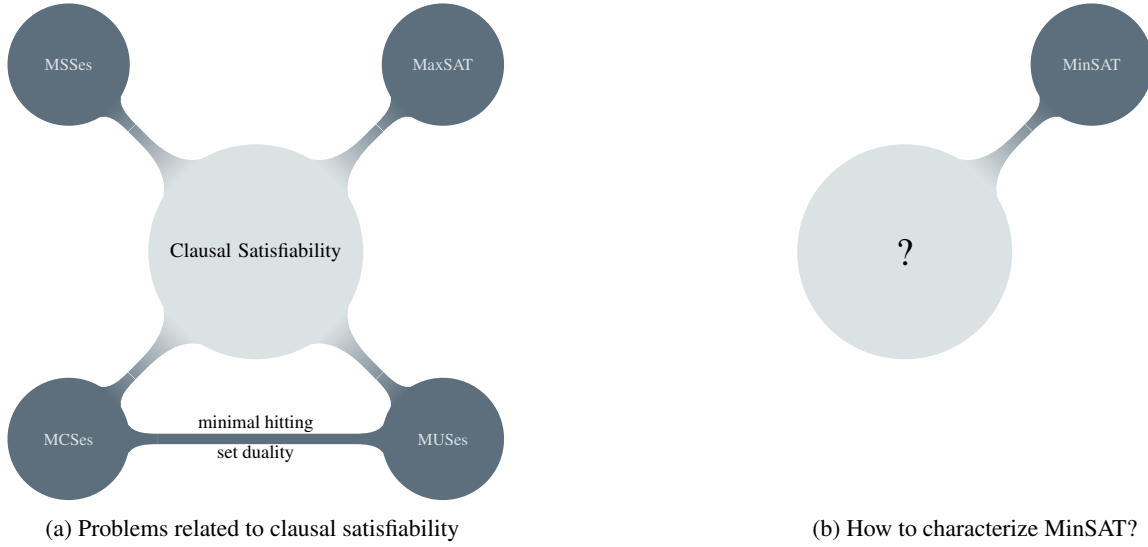 MSSes
MaxSAT
Clausal Satisfiability
MCSes
minimal hitting
set duality
MUSes
(a) Problems related to clausal satisfiability
MinSAT
?
(b) How to characterize MinSAT?